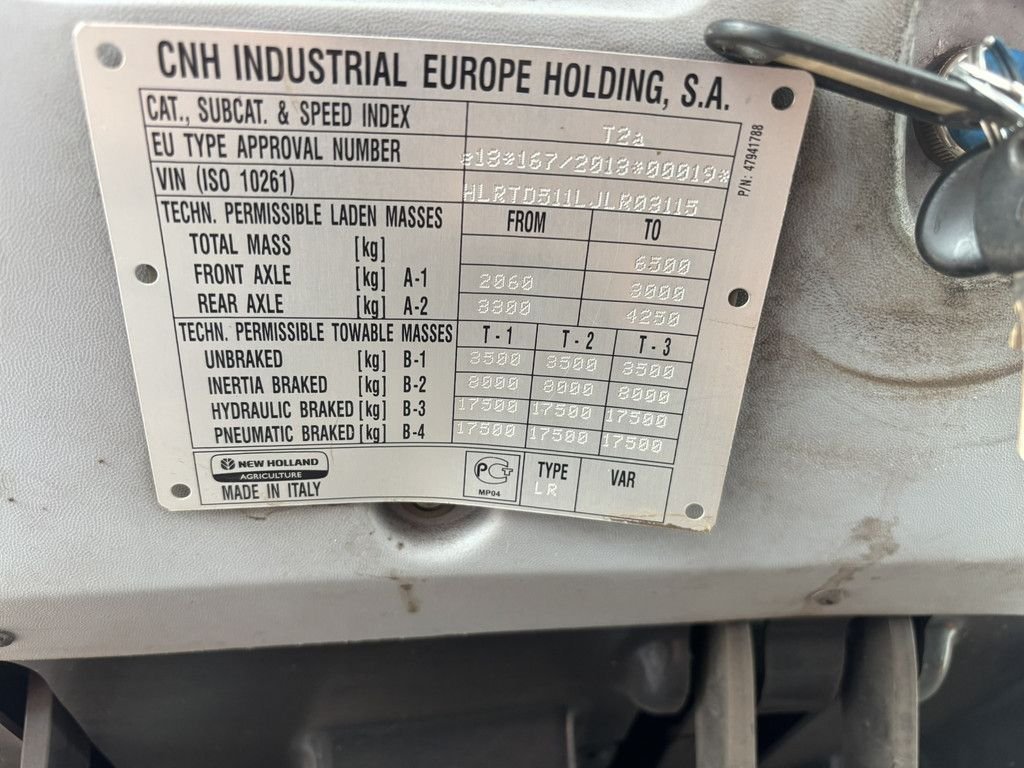 CNH INDUSTRIAL EUROPE HOLDING, S.A.
CAT., SUBCAT. & SPEED INDEX T2a
EU TYPE APPROVAL NUMBER *13*167/2013*00019*
VIN (ISO 10261) HLRTD511LJLR03115
TECHN. PERMISSIBLE LADEN MASSES FROM TO
TOTAL MASS [kg] 6500
FRONT AXLE [kg] A-1 2060 3000
REAR AXLE [kg] A-2 3300 4250
TECHN. PERMISSIBLE TOWABLE MASSES T-1 T-2 T-3
UNBRAKED [kg] B-1 3500 3500 3500
INERTIA BRAKED [kg] B-2 8000 8000 8000
HYDRAULIC BRAKED [kg] B-3 17500 17500 17500
PNEUMATIC BRAKED [kg] B-4 17500 17500 17500
NEW HOLLAND
AGRICULTURE
MADE IN ITALY
PCT
MP04
TYPE VAR
LR
P/N: 47941788